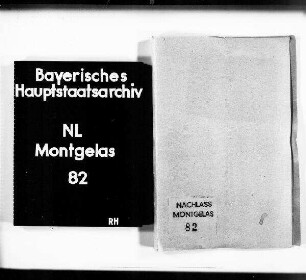 Bayerisches
Hauptstaatsarchiv
NL
Montgelas
82
RH
NACHLASS
MONTGELAS
82